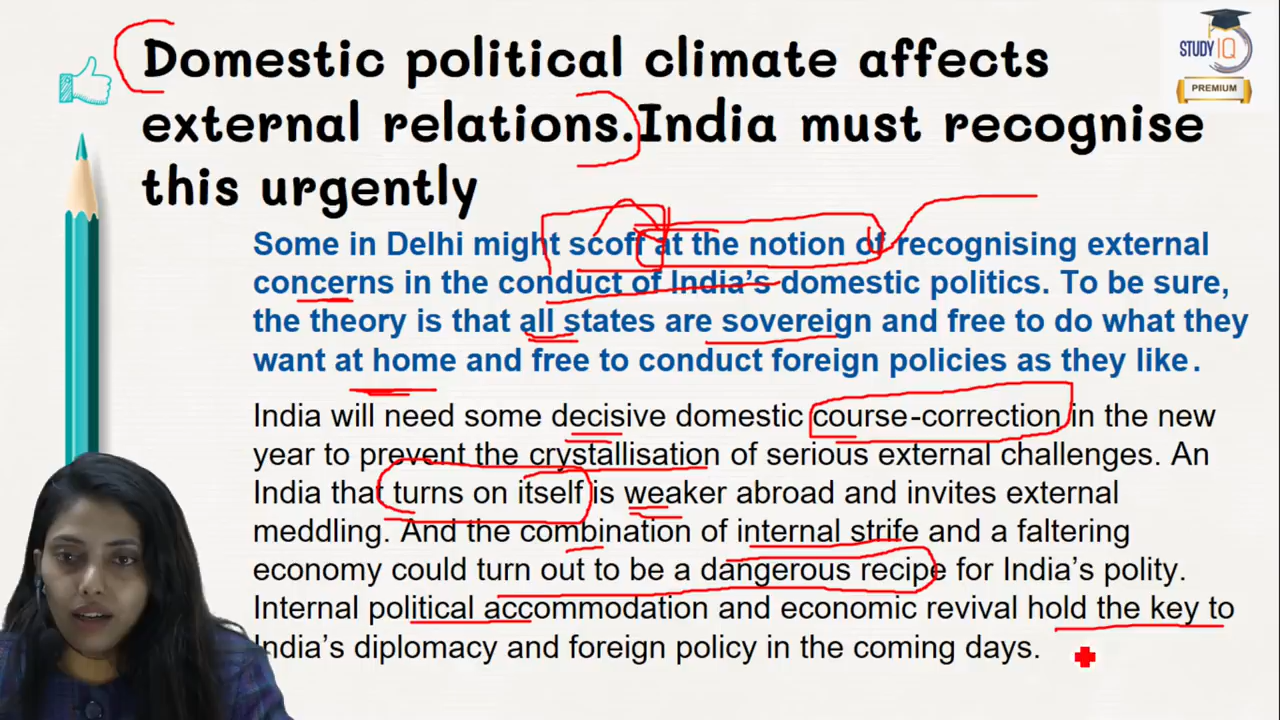 Domestic political climate affects
external relations.India must recognise
this urgently
STUDY IQ
PREMIUM
Some in Delhi might scoff at the notion of recognising external
concerns in the conduct of India's domestic politics. To be sure,
the theory is that all states are sovereign and free to do what they
want at home and free to conduct foreign policies as they like.
India will need some decisive domestic course-correction in the new
year to prevent the crystallisation of serious external challenges. An
India that turns on itself is weaker abroad and invites external
meddling. And the combination of internal strife and a faltering
economy could turn out to be a dangerous recipe for India's polity.
Internal political accommodation and economic revival hold the key to
India's diplomacy and foreign policy in the coming days.